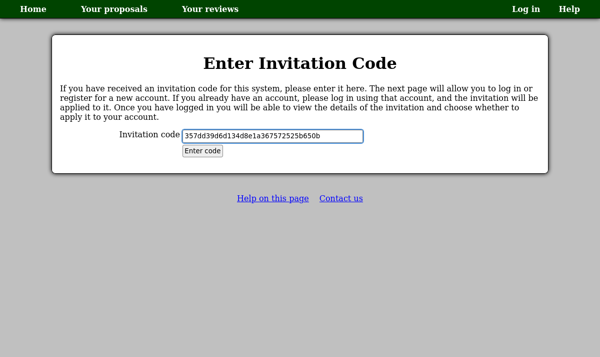 Home Your proposals Your reviews Log in Help
Enter Invitation Code
If you have received an invitation code for this system, please enter it here. The next page will allow you to log in or
register for a new account. If you already have an account, please log in using that account, and the invitation will be
applied to it. Once you have logged in you will be able to view the details of the invitation and choose whether to
apply it to your account.
Invitation code 357dd39d6d134d8e1a367572525b650b
Enter code
Help on this page Contact us